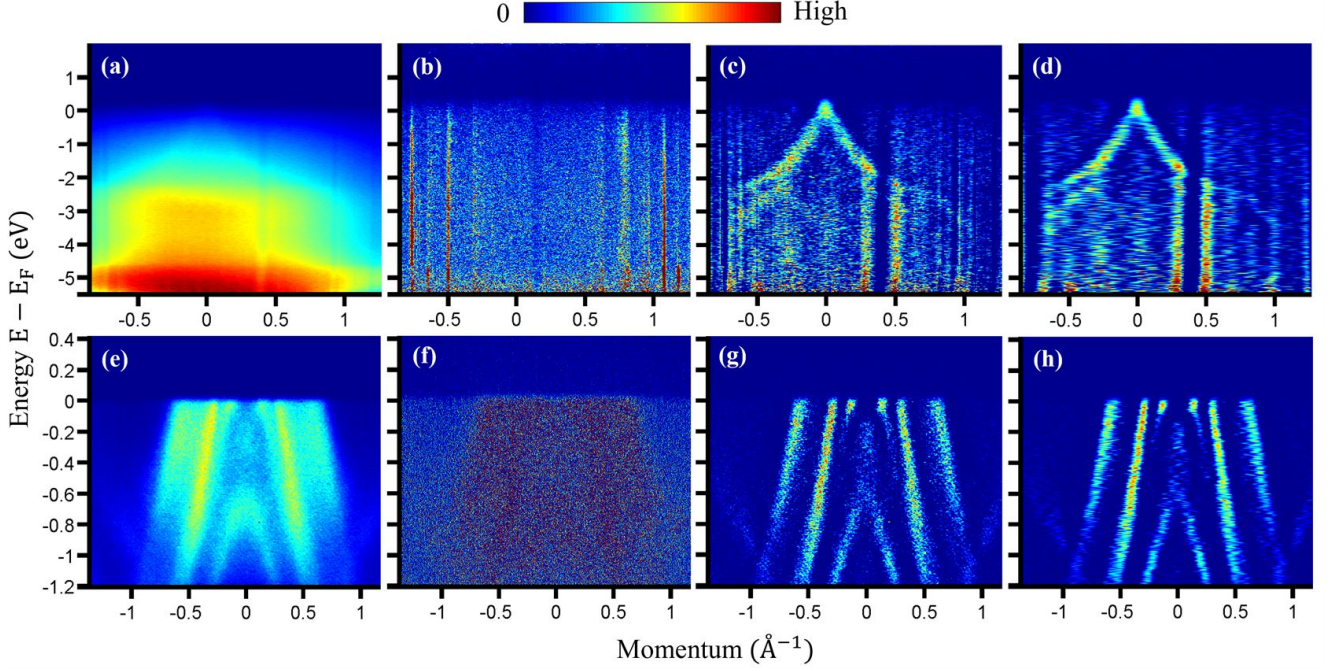 0 High
(a) (b) (c) (d)
1
0
-1
-2
-3
-4
-5
-0.5 0 0.5 1 -0.5 0 0.5 1 -0.5 0 0.5 1 -0.5 0 0.5 1
Energy E − E_F (eV)
(e) (f) (g) (h)
0.4
0.2
0
-0.2
-0.4
-0.6
-0.8
-1
-1.2
-1 -0.5 0 0.5 1 -1 -0.5 0 0.5 1 -1 -0.5 0 0.5 1 -1 -0.5 0 0.5 1
Momentum (Å⁻¹)